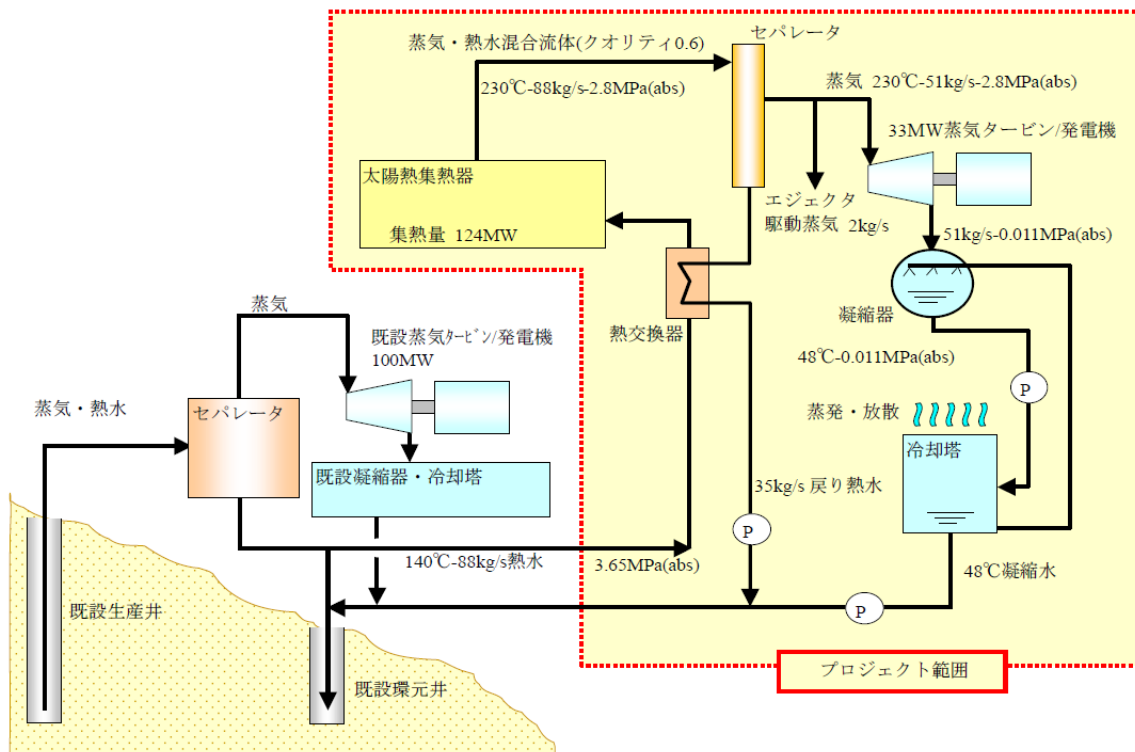 セパレータ
蒸気・熱水混合流体(クオリティ0.6)
230℃-88kg/s-2.8MPa(abs)
蒸気 230℃-51kg/s-2.8MPa(abs)
33MW蒸気タービン/発電機
太陽熱集熱器
集熱量 124MW
エジェクタ
駆動蒸気 2kg/s
51kg/s-0.011MPa(abs)
凝縮器
熱交換器
48℃-0.011MPa(abs)
P
蒸発・放散
冷却塔
35kg/s 戻り熱水
P
48℃凝縮水
P
蒸気
既設蒸気ﾀｰﾋﾞﾝ/発電機
100MW
蒸気・熱水
セパレータ
既設凝縮器・冷却塔
140℃-88kg/s熱水
3.65MPa(abs)
既設生産井
既設環元井
プロジェクト範囲